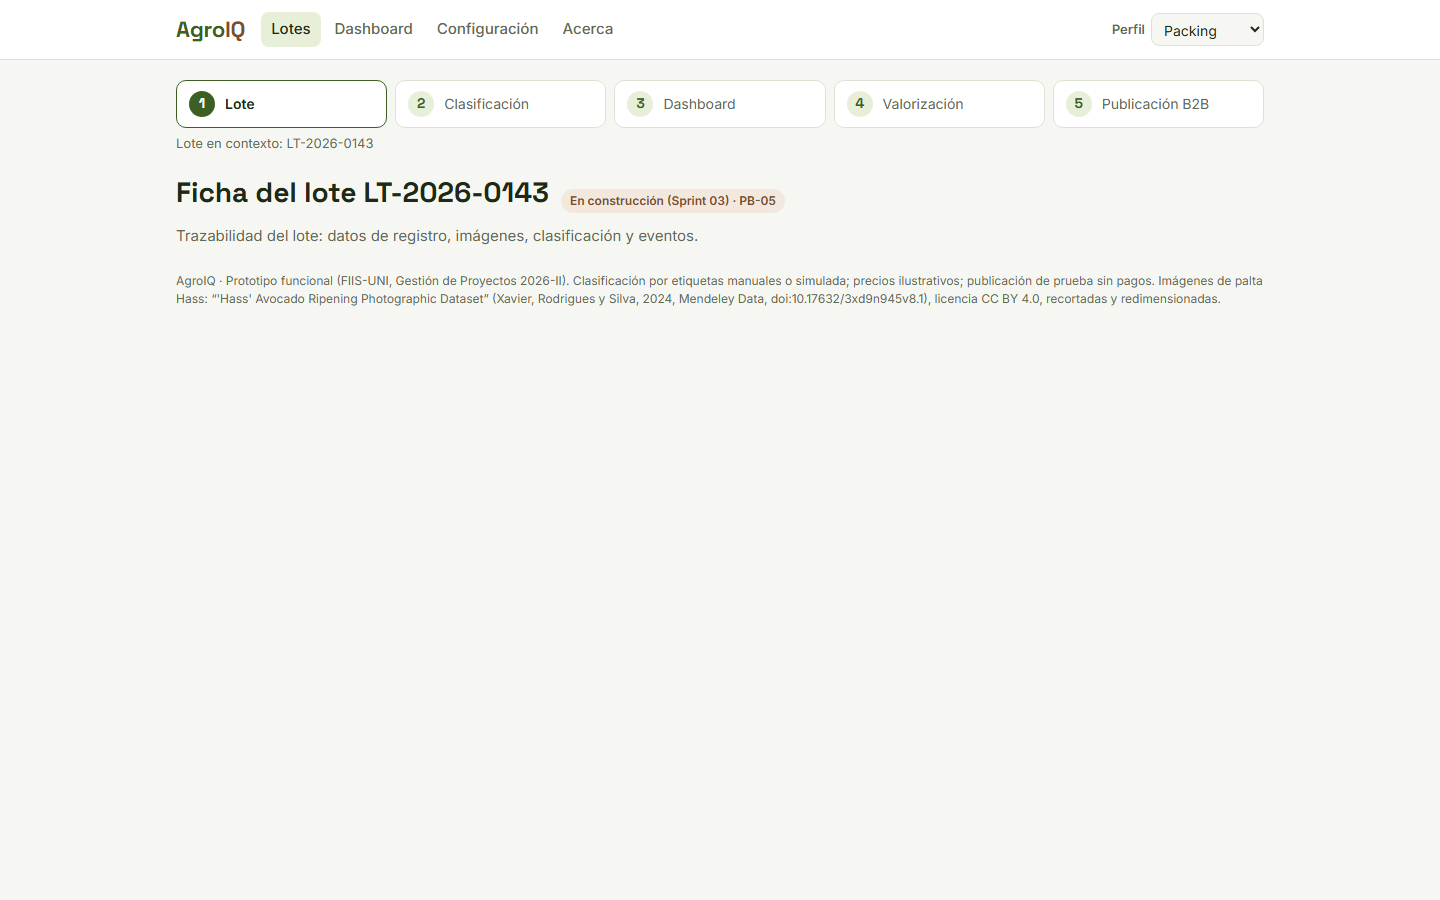 AgroIQ Lotes Dashboard Configuración Acerca Perfil Packing
1 Lote 2 Clasificación 3 Dashboard 4 Valorización 5 Publicación B2B
Lote en contexto: LT-2026-0143
Ficha del lote LT-2026-0143 En construcción (Sprint 03) · PB-05
Trazabilidad del lote: datos de registro, imágenes, clasificación y eventos.
AgroIQ · Prototipo funcional (FIIS-UNI, Gestión de Proyectos 2026-II). Clasificación por etiquetas manuales o simulada; precios ilustrativos; publicación de prueba sin pagos. Imágenes de palta
Hass: “'Hass' Avocado Ripening Photographic Dataset” (Xavier, Rodrigues y Silva, 2024, Mendeley Data, doi:10.17632/3xd9n945v8.1), licencia CC BY 4.0, recortadas y redimensionadas.